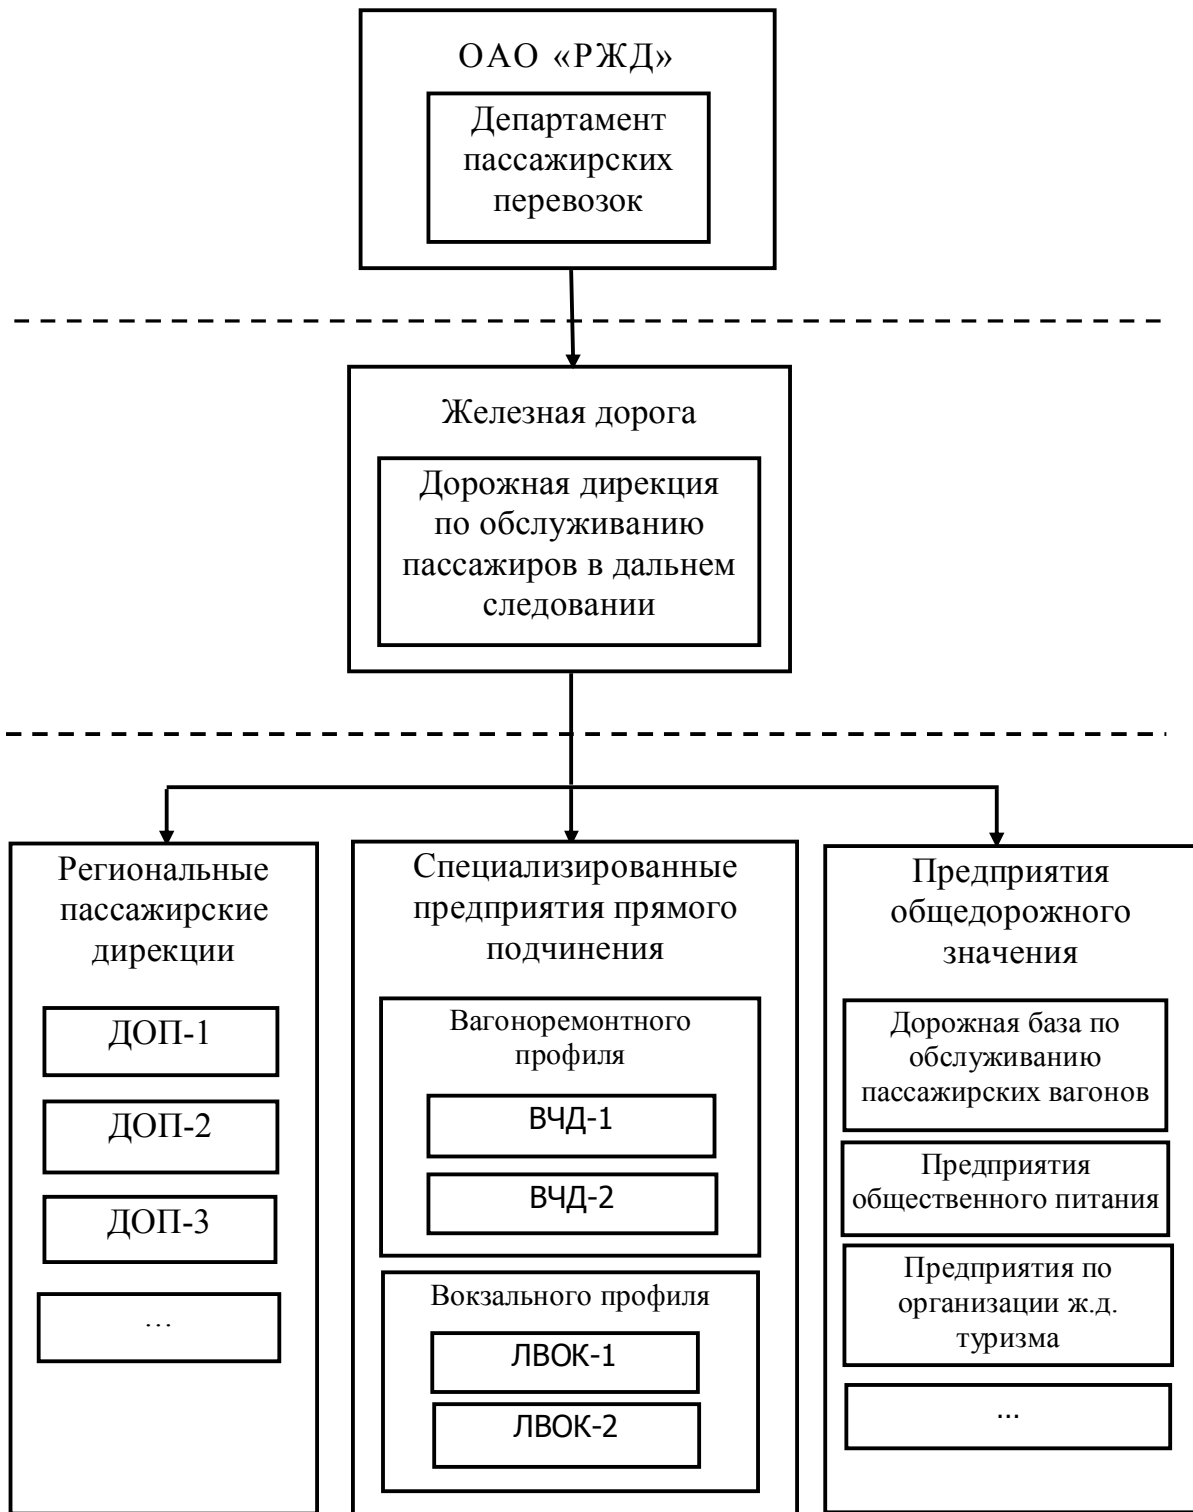 ОАО «РЖД»
Департамент
пассажирских
перевозок
Железная дорога
Дорожная дирекция
по обслуживанию
пассажиров в дальнем
следовании
Региональные
пассажирские
дирекции
ДОП-1
ДОП-2
ДОП-3
...
Специализированные
предприятия прямого
подчинения
Вагоноремонтного
профиля
ВЧД-1
ВЧД-2
Вокзального профиля
ЛВОК-1
ЛВОК-2
Предприятия
общедорожного
значения
Дорожная база по
обслуживанию
пассажирских вагонов
Предприятия
общественного питания
Предприятия по
организации ж.д.
туризма
...